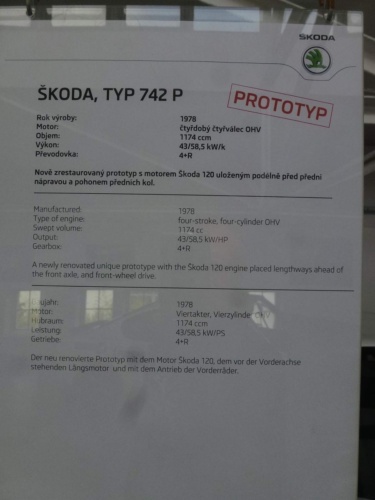 ŠKODA
ŠKODA, TYP 742 P
PROTOTYP
Rok výroby: 1978
Motor: čtyřdobý čtyřválec OHV
Objem: 1174 ccm
Výkon: 43/58,5 kW/k
Převodovka: 4+R
Nově zrestaurovaný prototyp s motorem Škoda 120 uloženým podélně před přední
nápravou a pohonem předních kol.
Manufactured: 1978
Type of engine: four-stroke, four-cylinder OHV
Swept volume: 1174 cc
Output: 43/58,5 kW/HP
Gearbox: 4+R
A newly renovated unique prototype with the Škoda 120 engine placed lengthways ahead of
the front axle, and front-wheel drive.
Baujahr: 1978
Motor: Viertakter, Vierzylinder OHV
Hubraum: 1174 ccm
Leistung: 43/58,5 kW/PS
Getriebe: 4+R
Der neu renovierte Prototyp mit dem Motor Škoda 120, dem vor der Vorderachse
stehenden Längsmotor und mit dem Antrieb der Vorderräder.